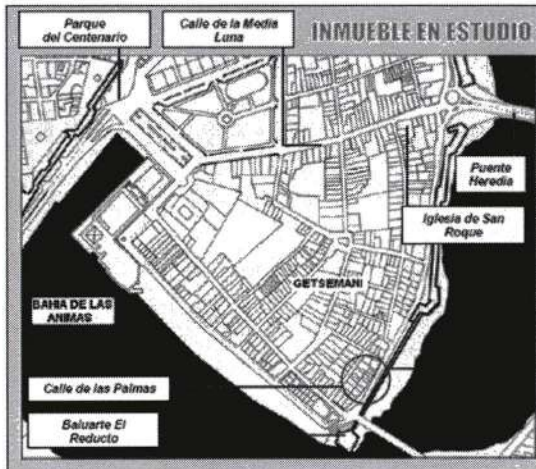 Parque
del Centenario
Calle de la Media
Luna
INMUEBLE EN ESTUDIO
Puente
Heredia
Iglesia de San
Roque
GETSEMANI
BAHIA DE LAS
ANIMAS
Calle de las Palmas
Baluarte El
Reducto